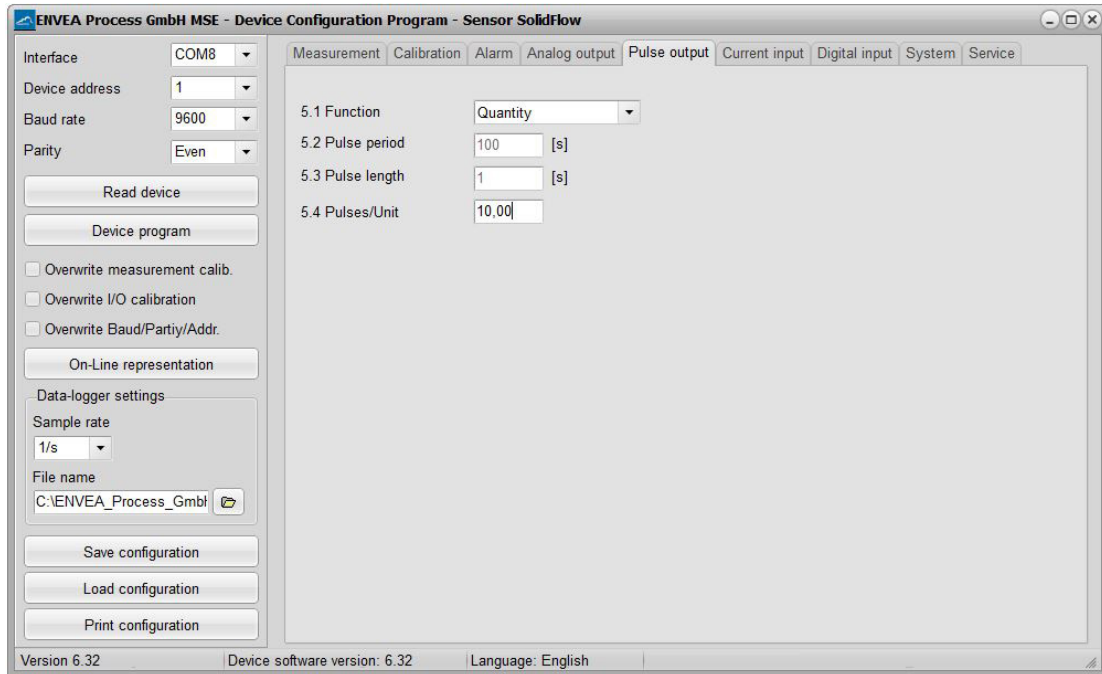 ENVEA Process GmbH MSE - Device Configuration Program - Sensor SolidFlow
Interface
COM8
Device address
1
Baud rate
9600
Parity
Even
Read device
Device program
Overwrite measurement calib.
Overwrite I/O calibration
Overwrite Baud/Partiy/Addr.
On-Line representation
Data-logger settings
Sample rate
1/s
File name
C:\ENVEA_Process_Gmbl
Save configuration
Load configuration
Print configuration
Measurement Calibration Alarm Analog output Pulse output Current input Digital input System Service
5.1 Function Quantity
5.2 Pulse period 100 [s]
5.3 Pulse length 1 [s]
5.4 Pulses/Unit 10,00
Version 6.32 Device software version: 6.32 Language: English